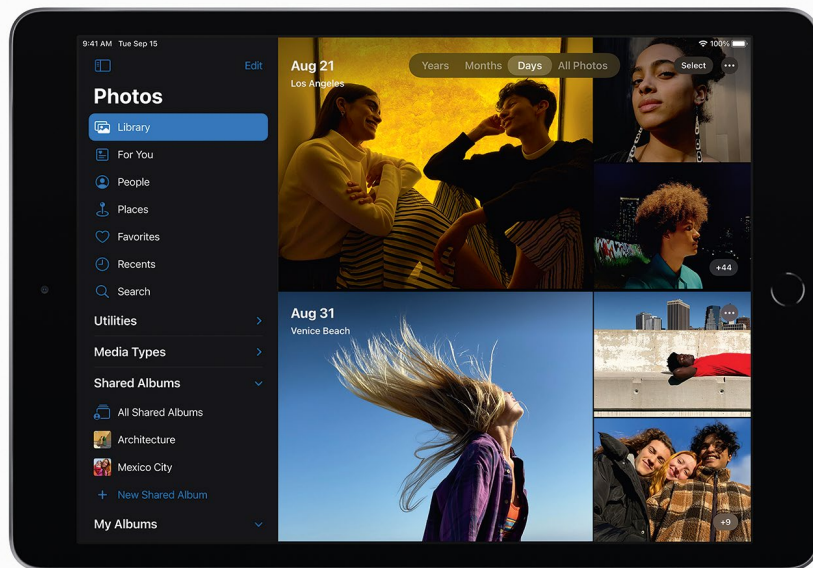 9:41 AM Tue Sep 15
100%
Edit
Photos
Library
For You
People
Places
Favorites
Recents
Search
Utilities
Media Types
Shared Albums
All Shared Albums
Architecture
Mexico City
+ New Shared Album
My Albums
Aug 21
Los Angeles
Years Months Days All Photos
Select
+44
Aug 31
Venice Beach
+9